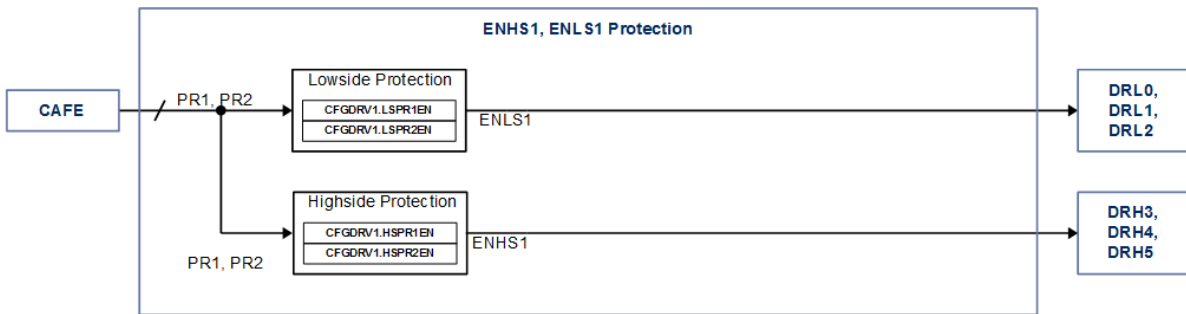 ENHS1, ENLS1 Protection
CAFE
PR1, PR2
Lowside Protection
CFGDRV1.LSPR1EN
CFGDRV1.LSPR2EN
ENLS1
DRL0,
DRL1,
DRL2
Highside Protection
CFGDRV1.HSPR1EN
CFGDRV1.HSPR2EN
ENHS1
PR1, PR2
DRH3,
DRH4,
DRH5